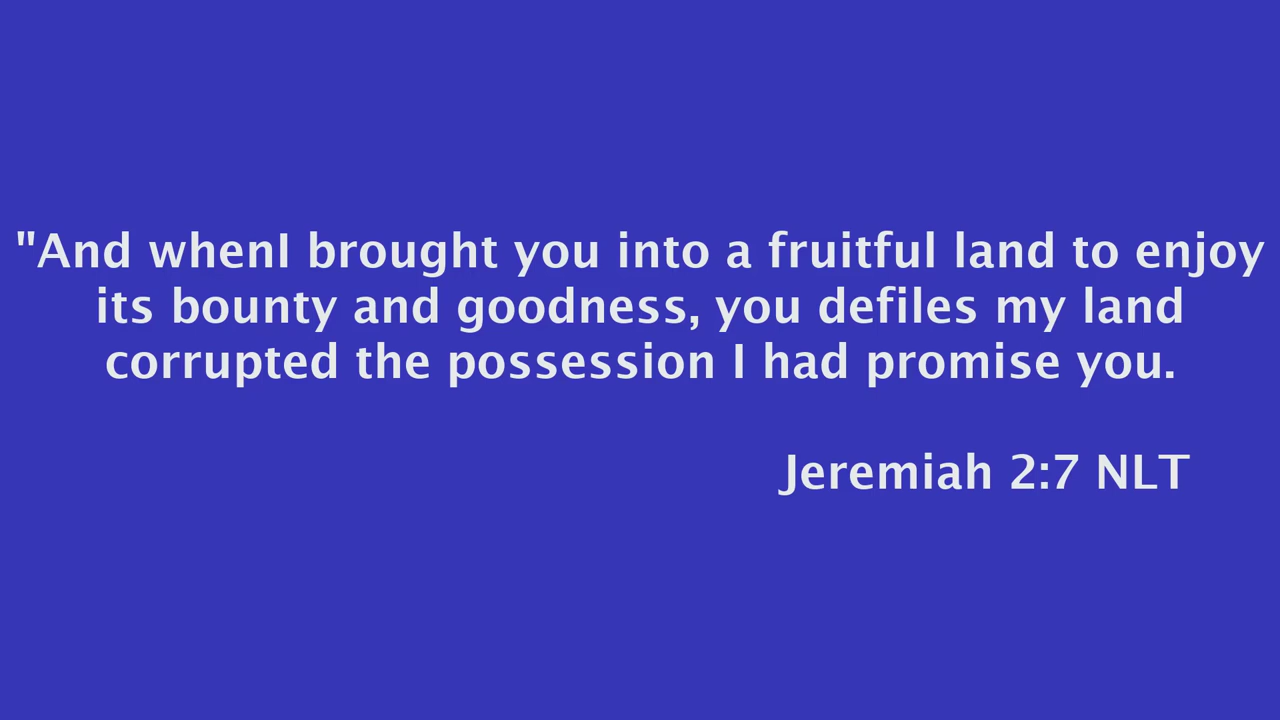 "And whenI brought you into a fruitful land to enjoy
its bounty and goodness, you defiles my land
corrupted the possession I had promise you.
Jeremiah 2:7 NLT